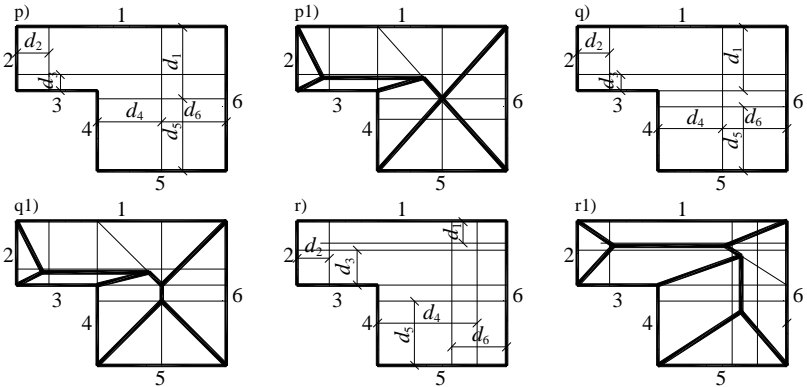 p) 1 p1) 1 q) 1
2 d2 d1 2 2 d2 d1
d3 d3
3 d4 d6 6 3 6 3 d4 d6 6
4 d5 4 4 d5
5 5 5
q1) 1 r) 1 r1) 1
2 2 d2 d1 2
d3
3 6 3 d4 6 3 6
4 4 d5 d6 4
5 5 5